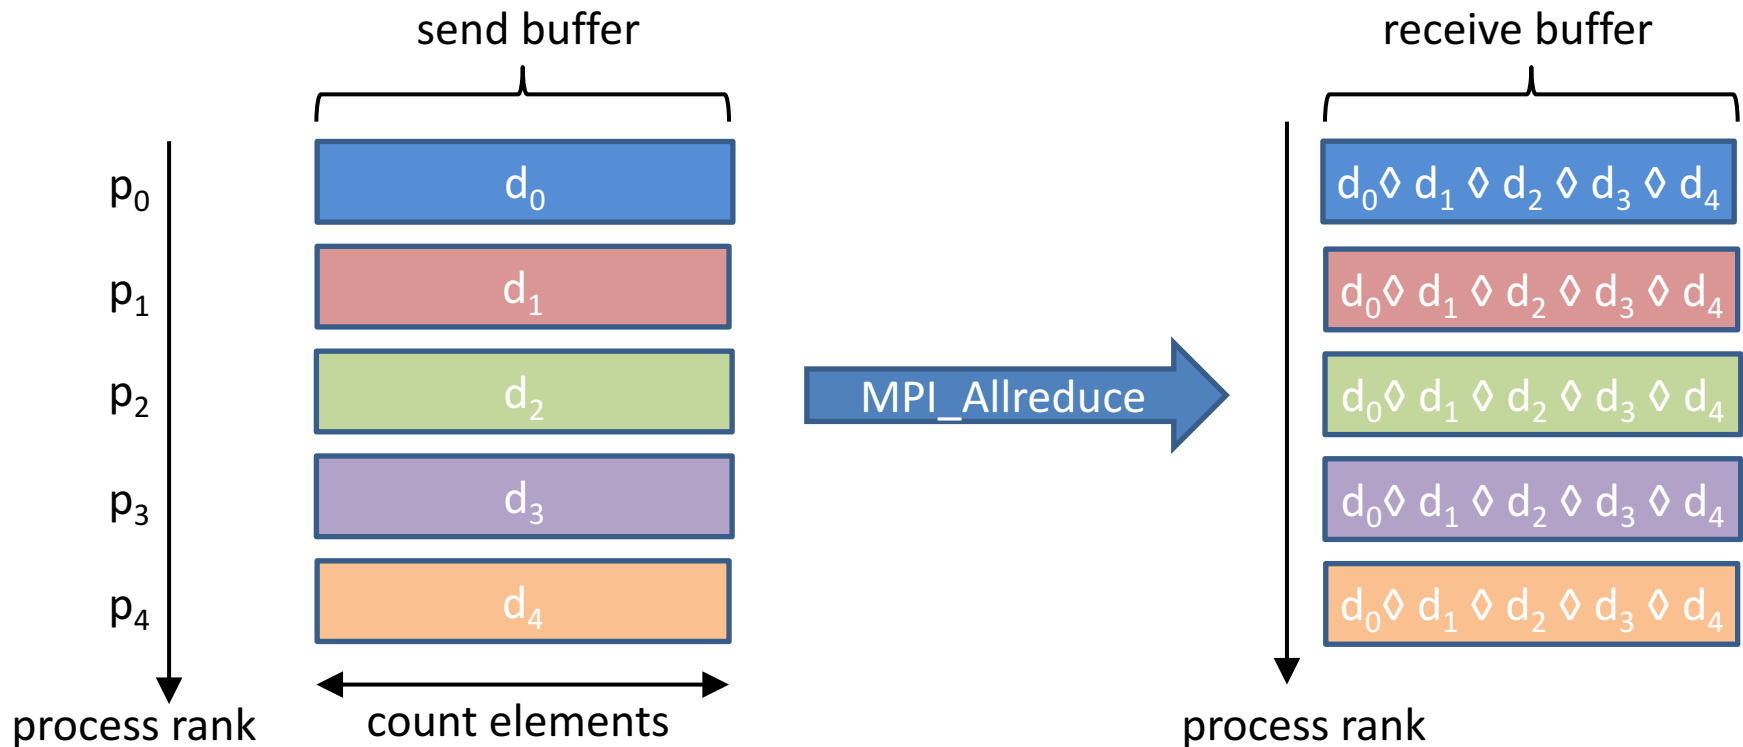 send buffer
receive buffer
p₀
d₀
d₀◊ d₁ ◊ d₂ ◊ d₃ ◊ d₄
p₁
d₁
d₀◊ d₁ ◊ d₂ ◊ d₃ ◊ d₄
p₂
d₂
MPI_Allreduce
d₀◊ d₁ ◊ d₂ ◊ d₃ ◊ d₄
p₃
d₃
d₀◊ d₁ ◊ d₂ ◊ d₃ ◊ d₄
p₄
d₄
d₀◊ d₁ ◊ d₂ ◊ d₃ ◊ d₄
process rank
count elements
process rank